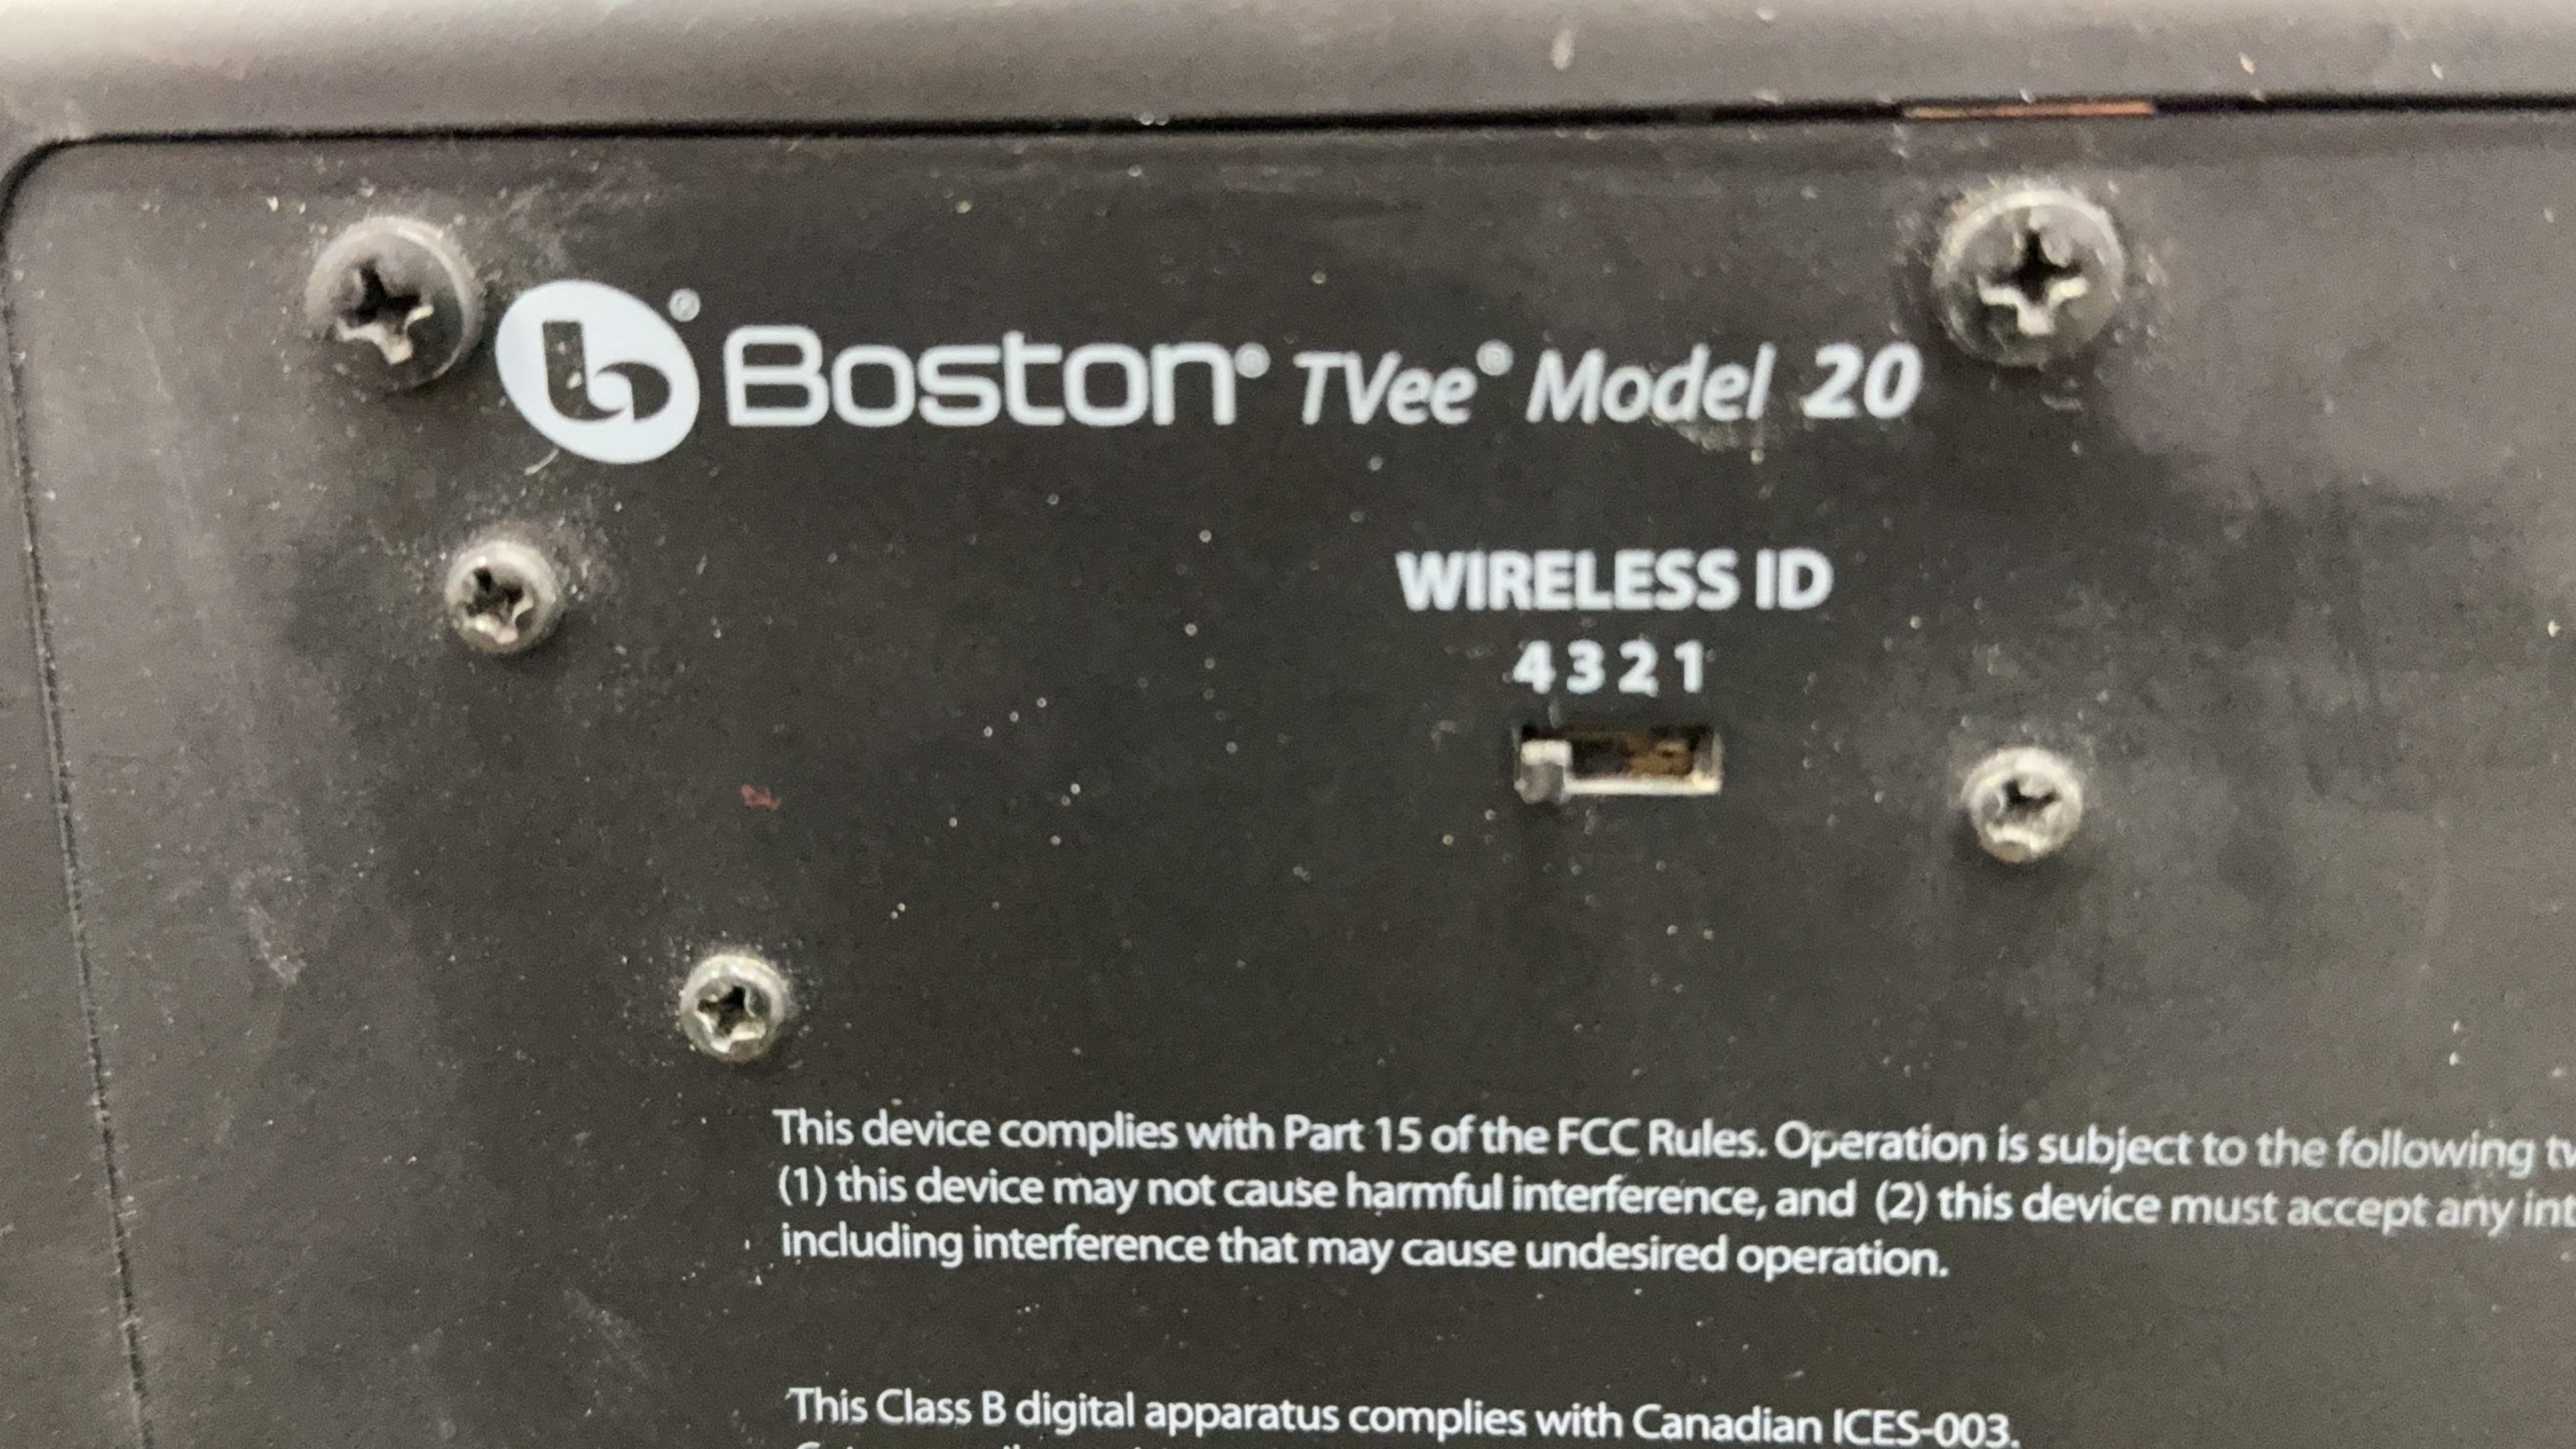 b® Boston® TVee® Model 20
WIRELESS ID
4 3 2 1
This device complies with Part 15 of the FCC Rules. Operation is subject to the following
(1) this device may not cause harmful interference, and (2) this device must accept any
including interference that may cause undesired operation.
This Class B digital apparatus complies with Canadian ICES-003.